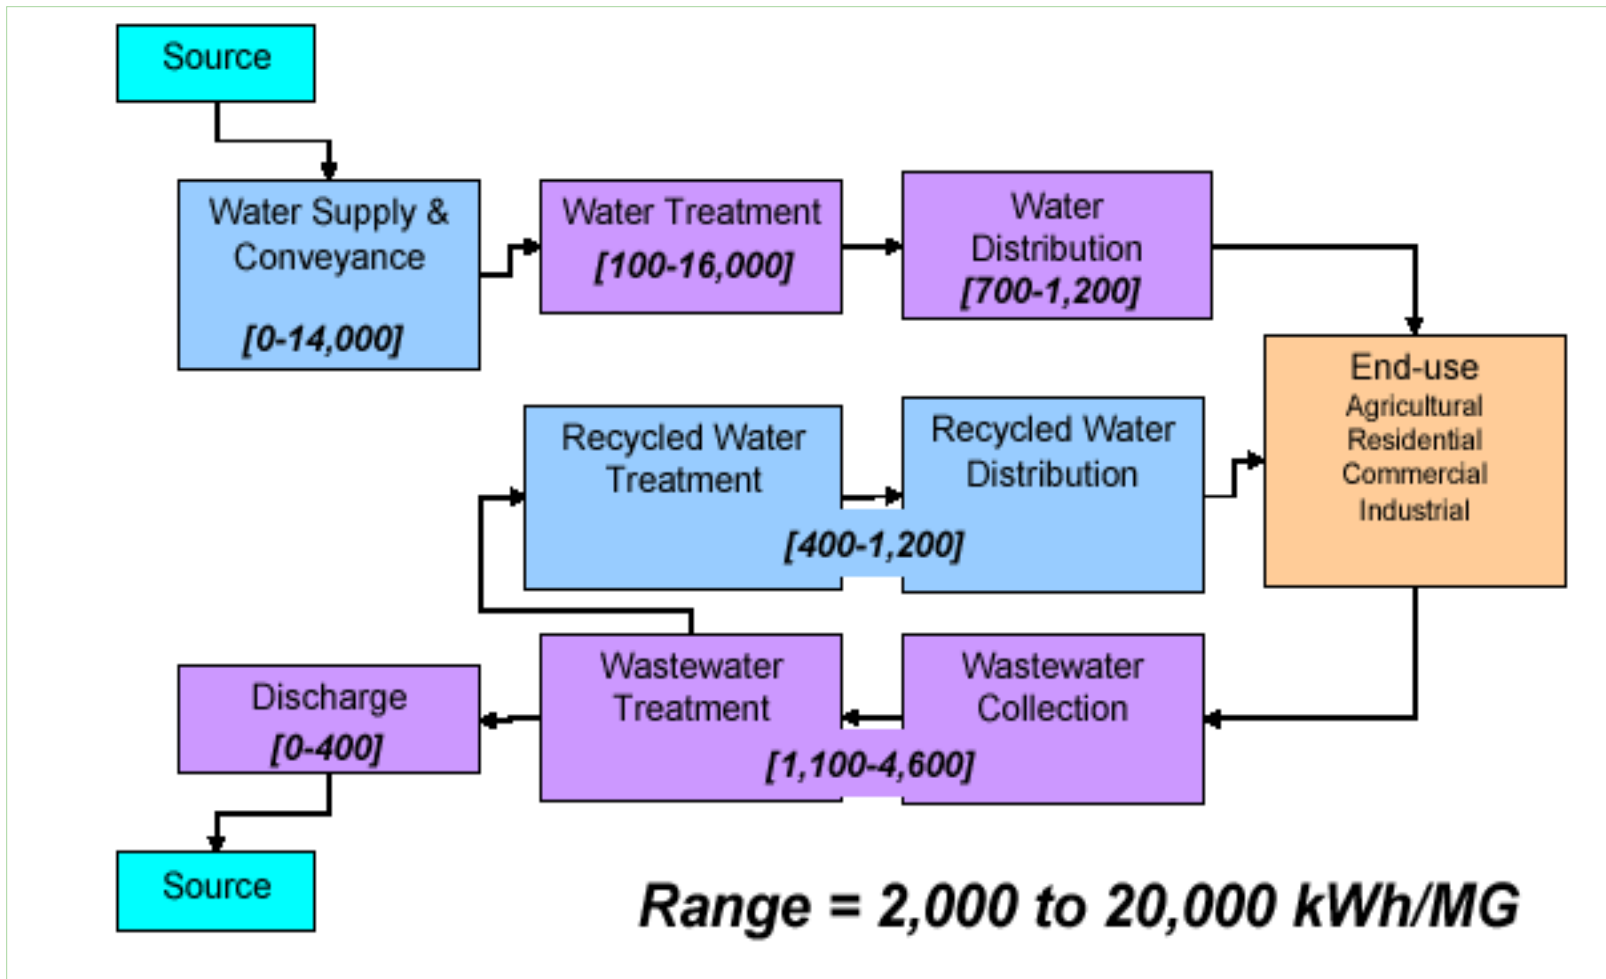 Source
Water Supply &
Conveyance
[0-14,000]
Water Treatment
[100-16,000]
Water
Distribution
[700-1,200]
End-use
Agricultural
Residential
Commercial
Industrial
Recycled Water
Treatment
Recycled Water
Distribution
[400-1,200]
Discharge
[0-400]
Wastewater
Treatment
Wastewater
Collection
[1,100-4,600]
Source
Range = 2,000 to 20,000 kWh/MG